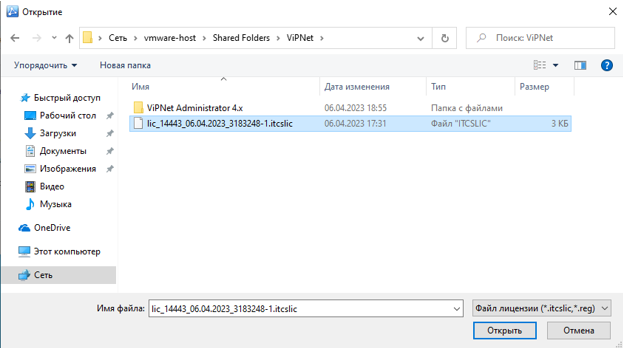 Открытие
Сеть > vmware-host > Shared Folders > ViPNet >
Поиск: ViPNet
Упорядочить
Новая папка
Имя
Дата изменения
Тип
Размер
Быстрый доступ
Рабочий стол
Загрузки
Документы
Изображения
Видео
Музыка
OneDrive
Этот компьютер
Сеть
ViPNet Administrator 4.x 06.04.2023 18:55 Папка с файлами
lic_14443_06.04.2023_3183248-1.itcslic 06.04.2023 17:31 Файл "ITCSLIC" 3 КБ
Имя файла: lic_14443_06.04.2023_3183248-1.itcslic
Файл лицензии (*.itcslic,*.reg)
Открыть
Отмена